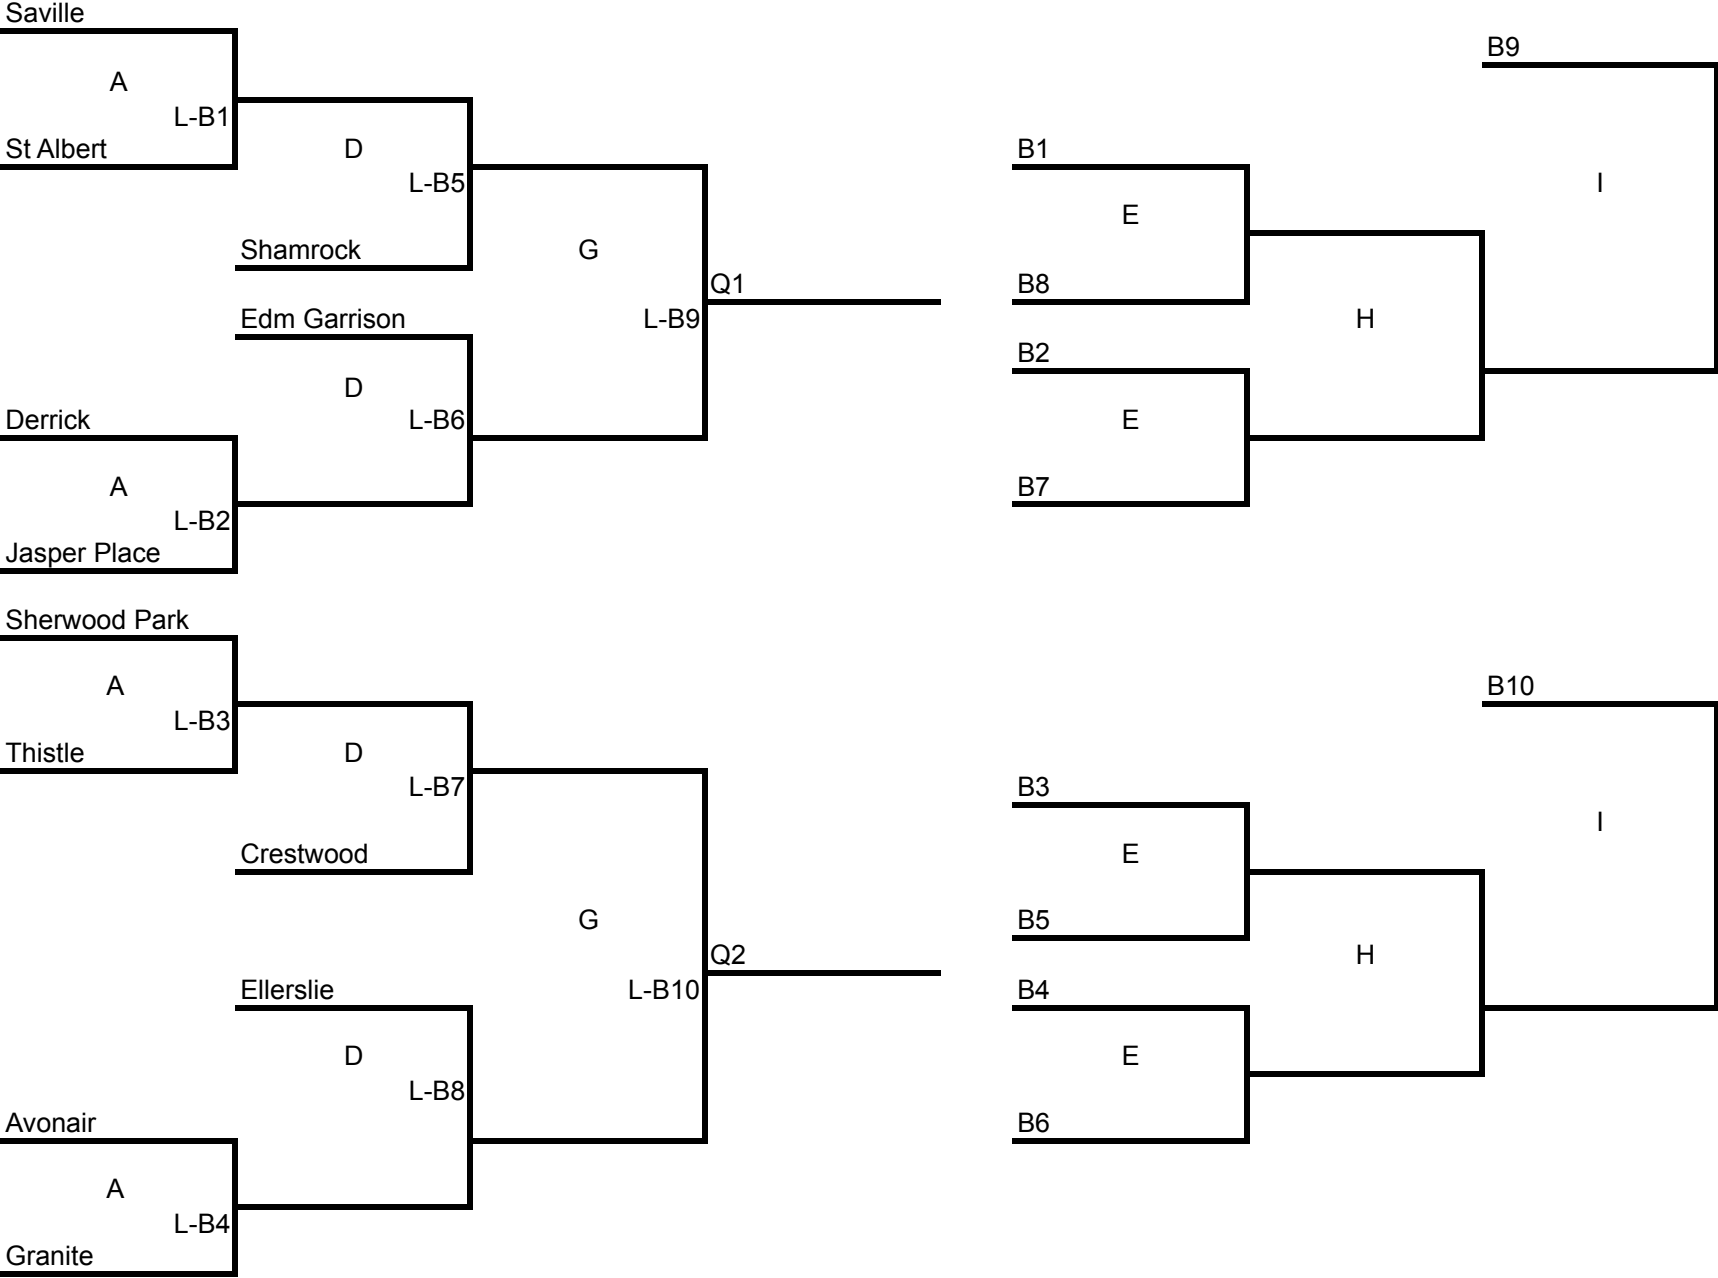 Saville
A
L-B1
St Albert
D
L-B5
Shamrock
G
Edm Garrison
Q1
L-B9
D
L-B6
Derrick
A
L-B2
Jasper Place
Sherwood Park
A
L-B3
Thistle
D
L-B7
Crestwood
G
Q2
L-B10
Ellerslie
D
L-B8
Avonair
A
L-B4
Granite
B9
B1
I
E
B8
H
B2
E
B7
B10
B3
I
E
B5
H
B4
E
B6